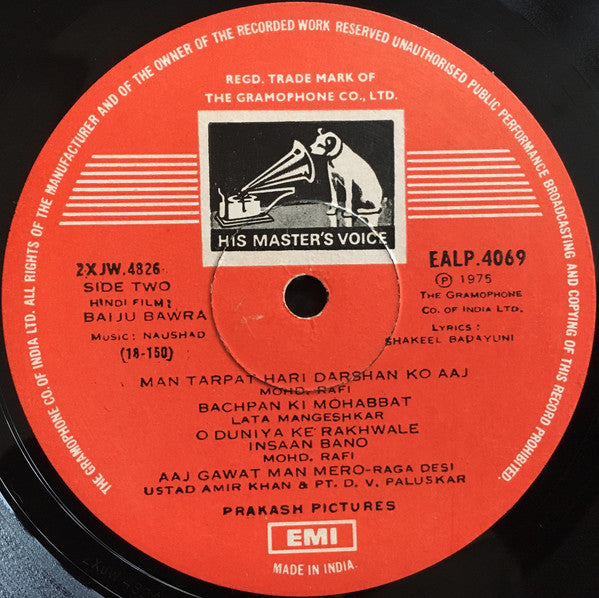 THE GRAMOPHONE CO. OF INDIA LTD. ALL RIGHTS OF THE MANUFACTURER AND OF THE OWNER OF THE RECORDED WORK RESERVED UNAUTHORISED PUBLIC PERFORMANCE BROADCASTING AND COPYING OF THIS RECORD PROHIBITED.
REGD. TRADE MARK OF
THE GRAMOPHONE CO., LTD.
HIS MASTER'S VOICE
2XJW.4826
SIDE TWO
HINDI FILM:
BAIJU BAWRA
MUSIC: NAUSHAD
(18-150)
EALP.4069
Ⓟ 1975
THE GRAMOPHONE
CO. OF INDIA LTD.
LYRICS:
SHAKEEL BADAYUNI
MAN TARPAT HARI DARSHAN KO AAJ
MOHD. RAFI
BACHPAN KI MOHABBAT
LATA MANGESHKAR
O DUNIYA KE RAKHWALE
INSAAN BANO
MOHD. RAFI
AAJ GAWAT MAN MERO-RAGA DESI
USTAD AMIR KHAN & PT. D. V. PALUSKAR
PRAKASH PICTURES
EMI
MADE IN INDIA.